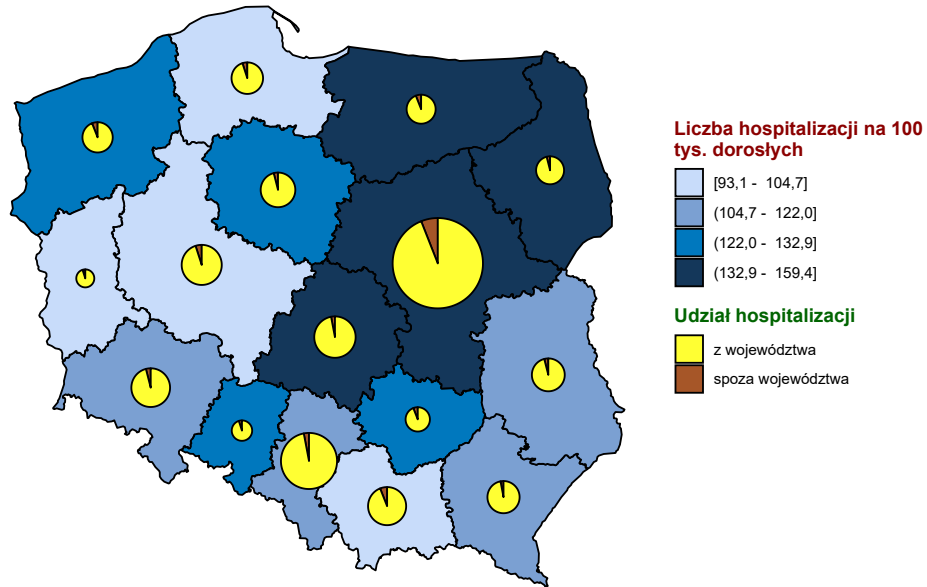 Liczba hospitalizacji na 100
tys. dorosłych
[93,1 - 104,7]
(104,7 - 122,0]
(122,0 - 132,9]
(132,9 - 159,4]
Udział hospitalizacji
z województwa
spoza województwa